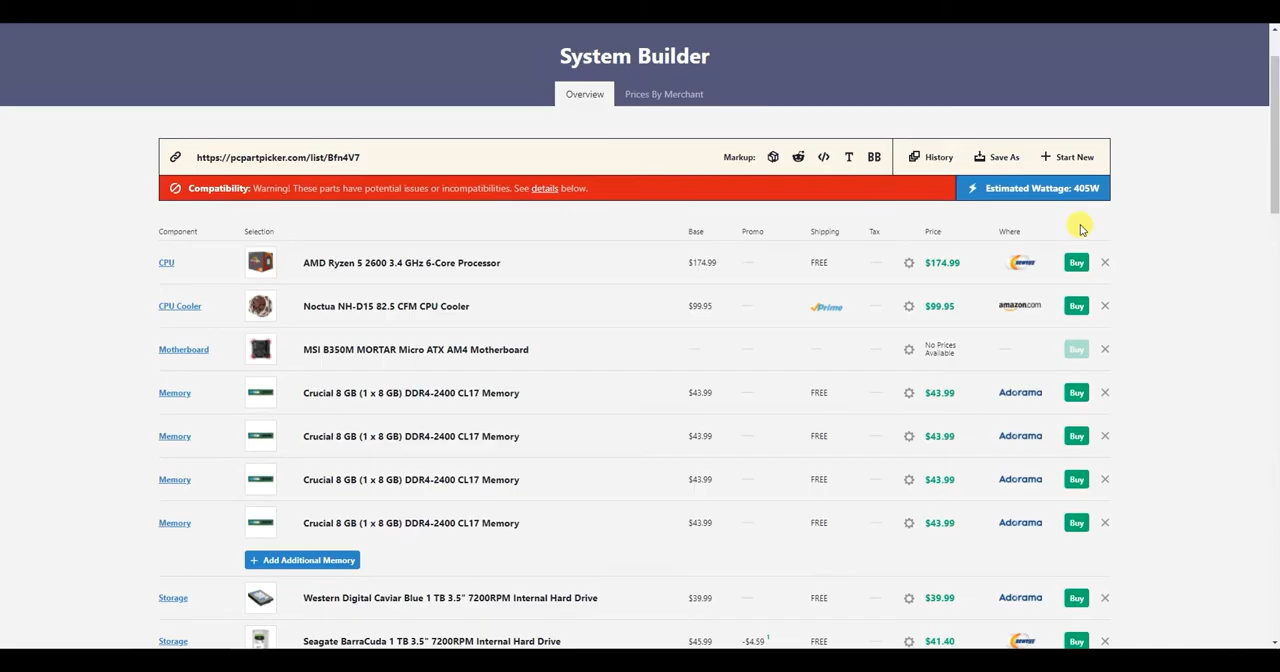 System Builder
Overview Prices By Merchant
https://pcpartpicker.com/list/Bfn4V7 Markup: T BB History Save As + Start New
Compatibility: Warning! These parts have potential issues or incompatibilities. See details below. Estimated Wattage: 405W
Component Selection Base Promo Shipping Tax Price Where
CPU AMD Ryzen 5 2600 3.4 GHz 6-Core Processor $174.99 — FREE — $174.99 newegg Buy
CPU Cooler Noctua NH-D15 82.5 CFM CPU Cooler $99.95 — Prime — $99.95 amazon.com Buy
Motherboard MSI B350M MORTAR Micro ATX AM4 Motherboard — — — — No Prices Available — Buy
Memory Crucial 8 GB (1 x 8 GB) DDR4-2400 CL17 Memory $43.99 — FREE — $43.99 Adorama Buy
Memory Crucial 8 GB (1 x 8 GB) DDR4-2400 CL17 Memory $43.99 — FREE — $43.99 Adorama Buy
Memory Crucial 8 GB (1 x 8 GB) DDR4-2400 CL17 Memory $43.99 — FREE — $43.99 Adorama Buy
Memory Crucial 8 GB (1 x 8 GB) DDR4-2400 CL17 Memory $43.99 — FREE — $43.99 Adorama Buy
+ Add Additional Memory
Storage Western Digital Caviar Blue 1 TB 3.5" 7200RPM Internal Hard Drive $39.99 — FREE — $39.99 Adorama Buy
Storage Seagate BarraCuda 1 TB 3.5" 7200RPM Internal Hard Drive $45.99 -$4.59 1 FREE — $41.40 newegg Buy